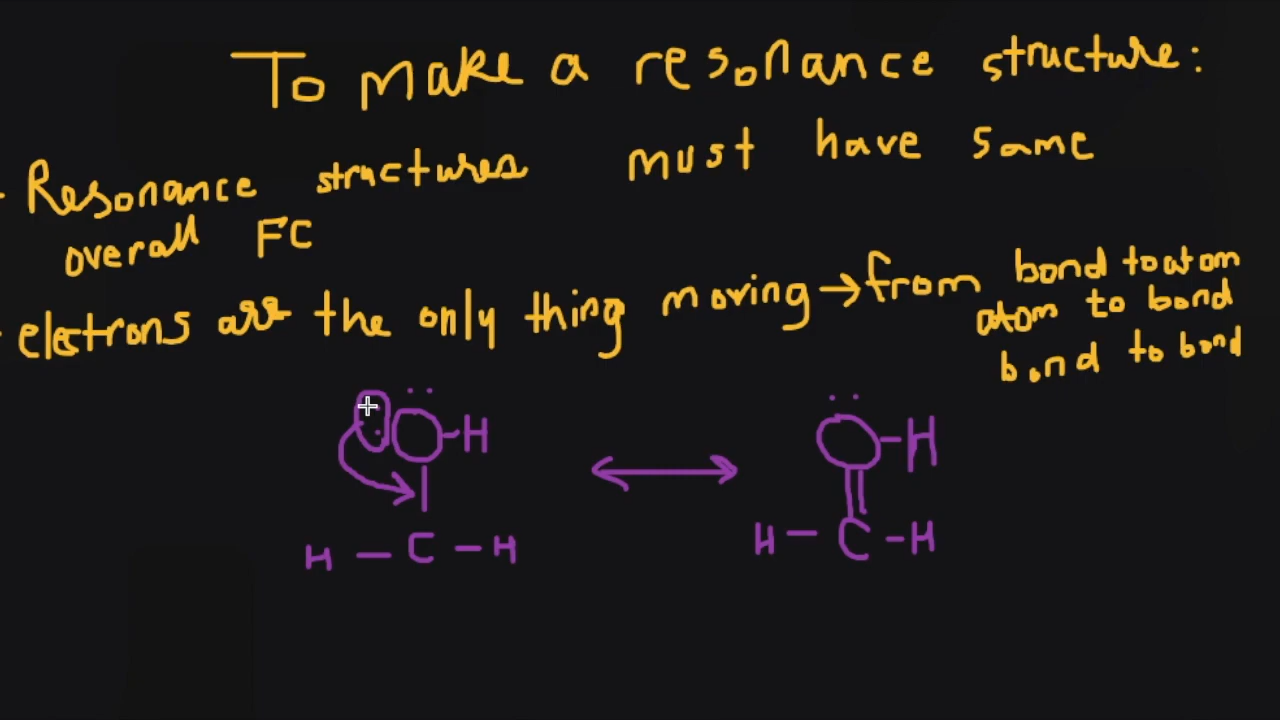 To make a resonance structure:
- Resonance structures must have same
overall FC
- eletrons are the only thing moving → from bond to atom
atom to bond
bond to bond
O - H
H - C - H
O - H
H - C - H